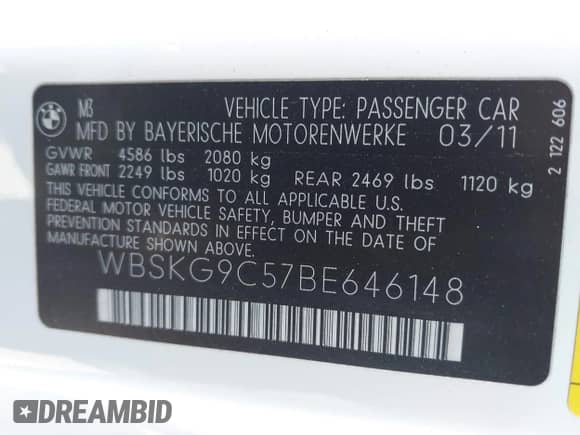 BMW
M3
VEHICLE TYPE: PASSENGER CAR
MFD BY BAYERISCHE MOTORENWERKE 03/11
GVWR 4586 lbs 2080 kg
GAWR FRONT 2249 lbs 1020 kg REAR 2469 lbs 1120 kg
THIS VEHICLE CONFORMS TO ALL APPLICABLE U.S.
FEDERAL MOTOR VEHICLE SAFETY, BUMPER AND THEFT
PREVENTION STANDARDS IN EFFECT ON THE DATE OF
MANUFACTURE SHOWN ABOVE.
WBSKG9C57BE646148
2 122 606
DREAMBID